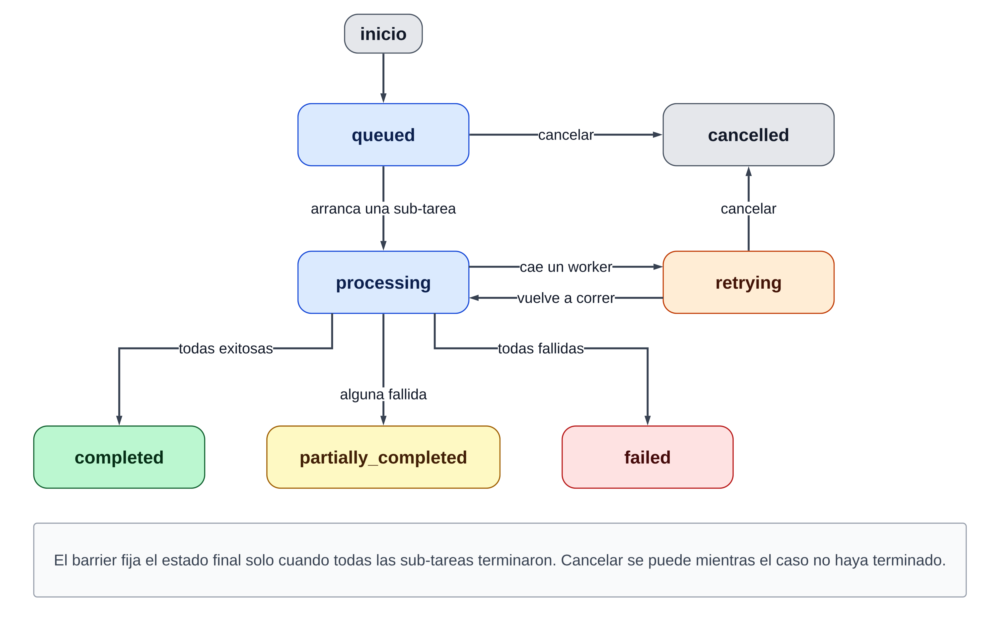 inicio
queued
cancelar
cancelled
arranca una sub-tarea
cancelar
processing
cae un worker
vuelve a correr
retrying
todas exitosas
todas fallidas
alguna fallida
completed
partially_completed
failed
El barrier fija el estado final solo cuando todas las sub-tareas terminaron. Cancelar se puede mientras el caso no haya terminado.